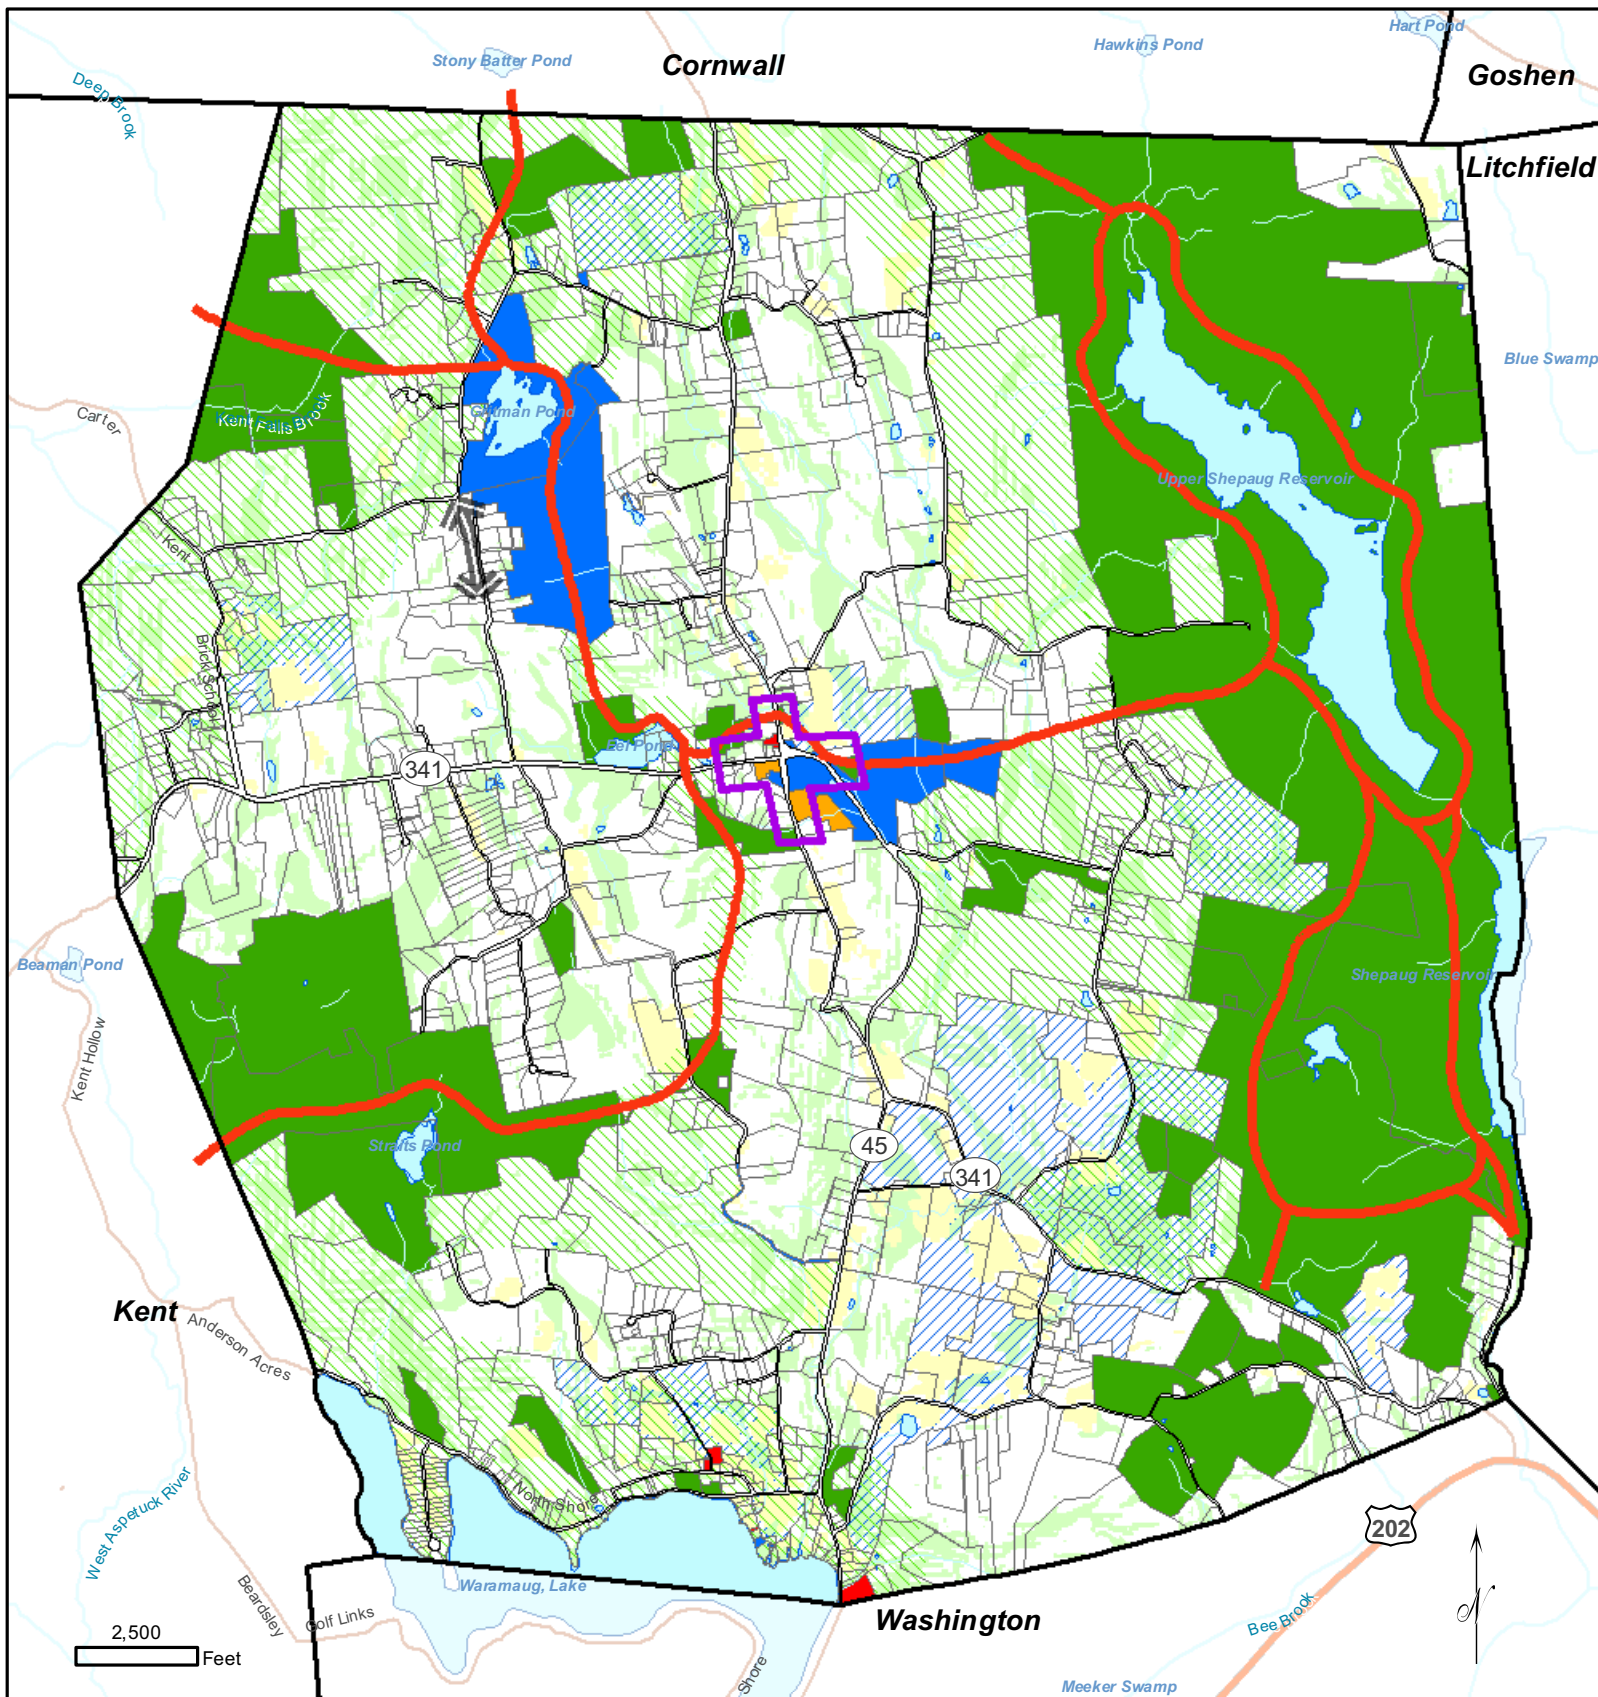 Hart Pond
Stony Batter Pond
Cornwall
Hawkins Pond
Goshen
Deep Brook
Litchfield
Blue Swamp
Carter
Kent Falls Brook
Upper Shepaug Reservoir
Kent
Brick School
Eel Pond
341
Beaman Pond
Shepaug Reservoir
Kent Hollow
Straits Pond
45
341
Kent
Anderson Acres
North Shore
West Aspetuck River
202
Waramaug, Lake
Beardsley
Golf Links
Washington
Bee Brook
N
2,500
Feet
Shore
Meeker Swamp